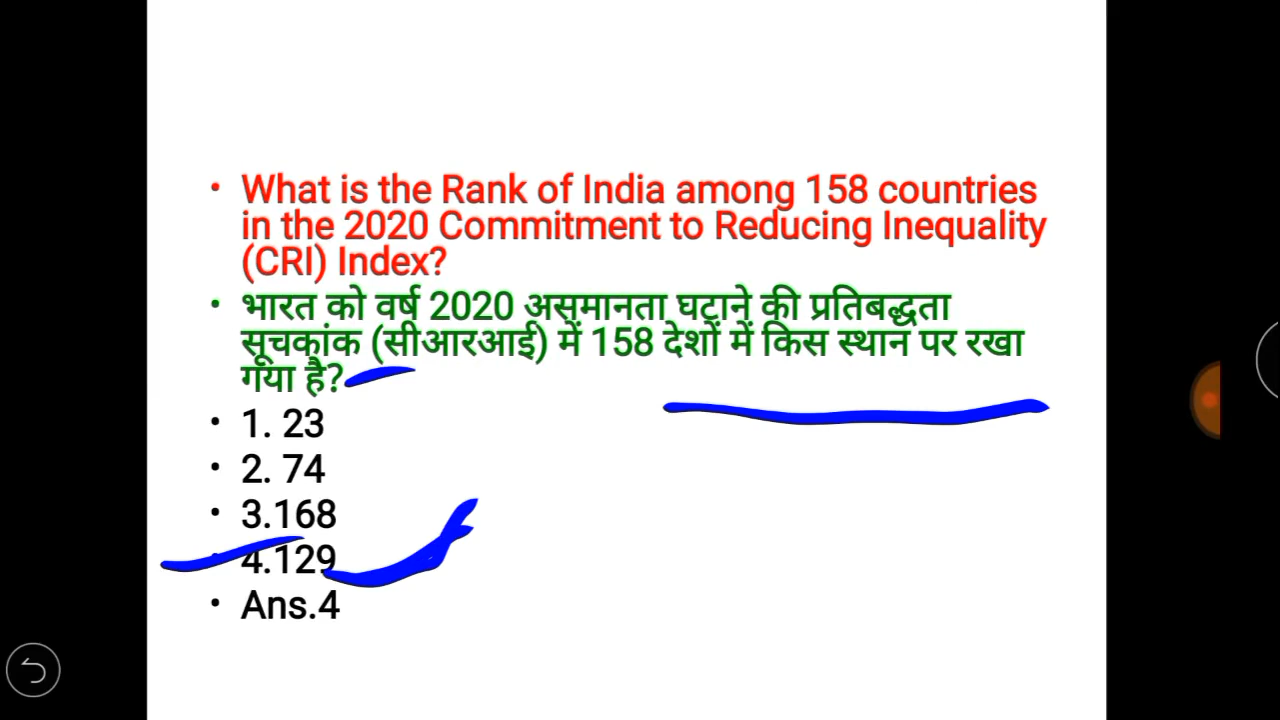 • What is the Rank of India among 158 countries
in the 2020 Commitment to Reducing Inequality
(CRI) Index?
• भारत को वर्ष 2020 असमानता घटाने की प्रतिबद्धता
सूचकांक (सीआरआई) में 158 देशों में किस स्थान पर रखा
गया है?
• 1. 23
• 2. 74
• 3.168
• 4.129
• Ans.4